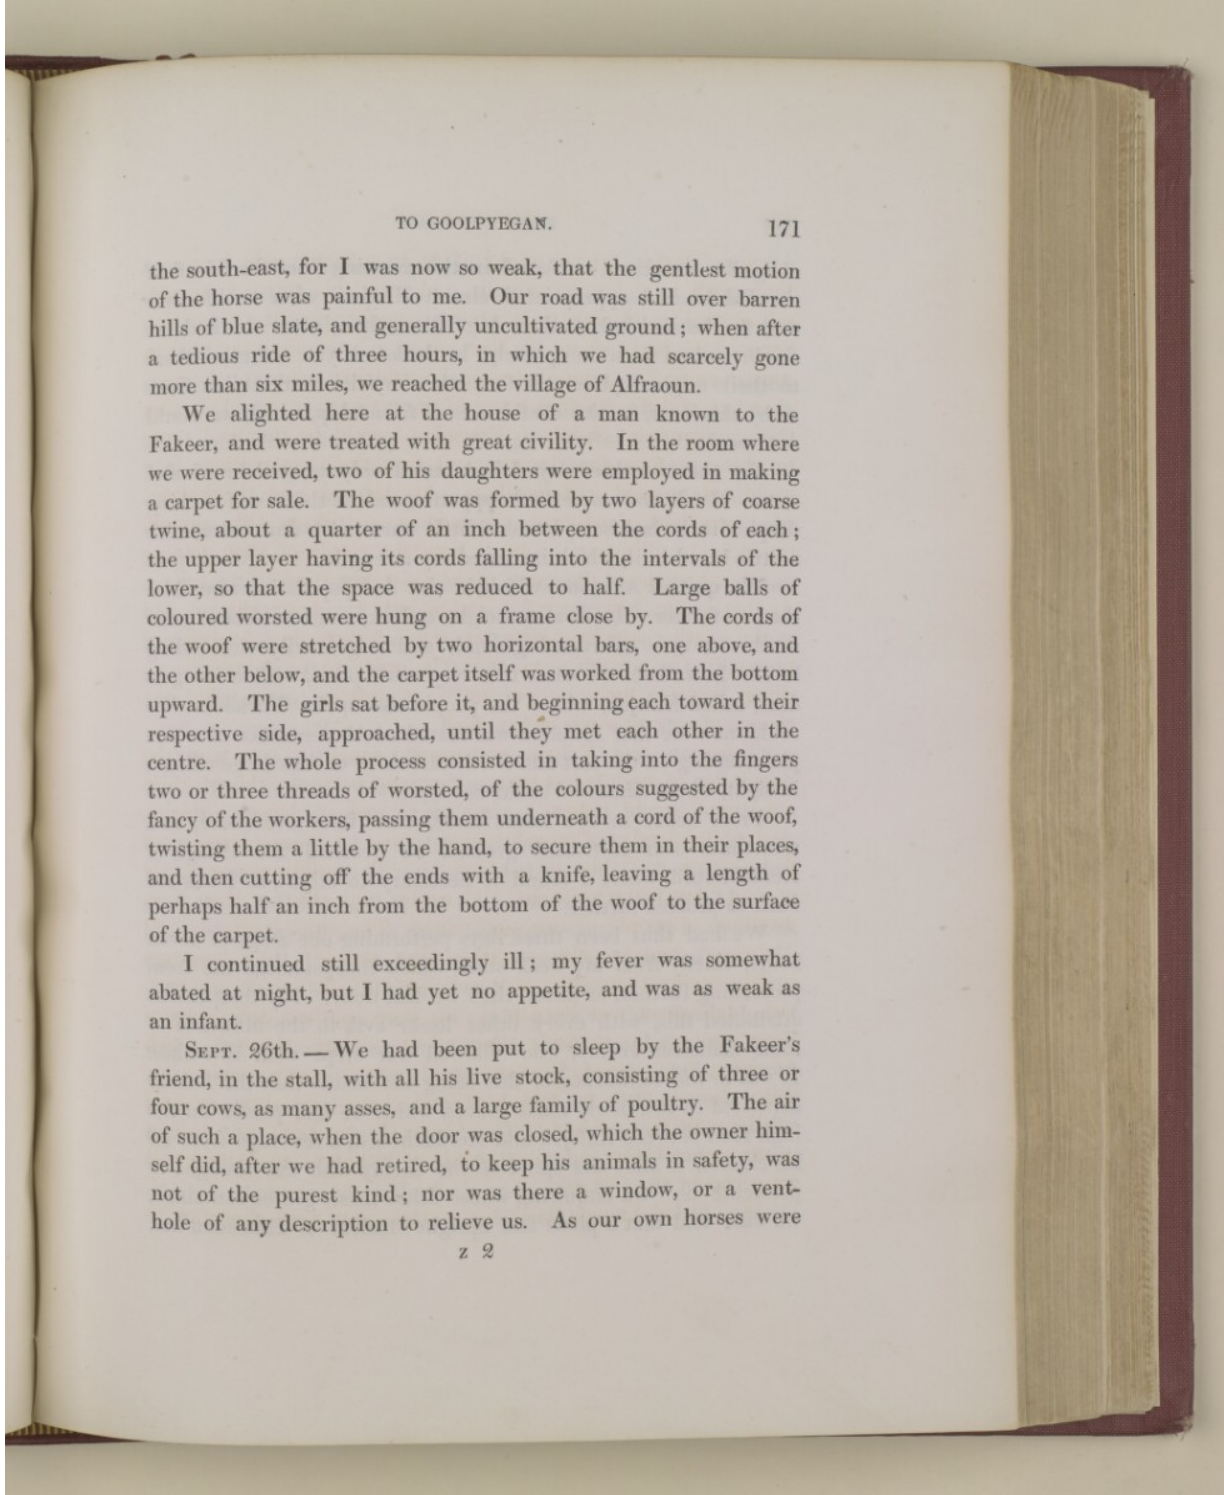 TO GOOLPYEGAN. 171
the south-east, for I was now so weak, that the gentlest motion
of the horse was painful to me. Our road was still over barren
hills of blue slate, and generally uncultivated ground; when after
a tedious ride of three hours, in which we had scarcely gone
more than six miles, we reached the village of Alfraoun.
We alighted here at the house of a man known to the
Fakeer, and were treated with great civility. In the room where
we were received, two of his daughters were employed in making
a carpet for sale. The woof was formed by two layers of coarse
twine, about a quarter of an inch between the cords of each;
the upper layer having its cords falling into the intervals of the
lower, so that the space was reduced to half. Large balls of
coloured worsted were hung on a frame close by. The cords of
the woof were stretched by two horizontal bars, one above, and
the other below, and the carpet itself was worked from the bottom
upward. The girls sat before it, and beginning each toward their
respective side, approached, until they met each other in the
centre. The whole process consisted in taking into the fingers
two or three threads of worsted, of the colours suggested by the
fancy of the workers, passing them underneath a cord of the woof,
twisting them a little by the hand, to secure them in their places,
and then cutting off the ends with a knife, leaving a length of
perhaps half an inch from the bottom of the woof to the surface
of the carpet.
I continued still exceedingly ill; my fever was somewhat
abated at night, but I had yet no appetite, and was as weak as
an infant.
SEPT. 26th.—We had been put to sleep by the Fakeer's
friend, in the stall, with all his live stock, consisting of three or
four cows, as many asses, and a large family of poultry. The air
of such a place, when the door was closed, which the owner him-
self did, after we had retired, to keep his animals in safety, was
not of the purest kind; nor was there a window, or a vent-
hole of any description to relieve us. As our own horses were
z 2